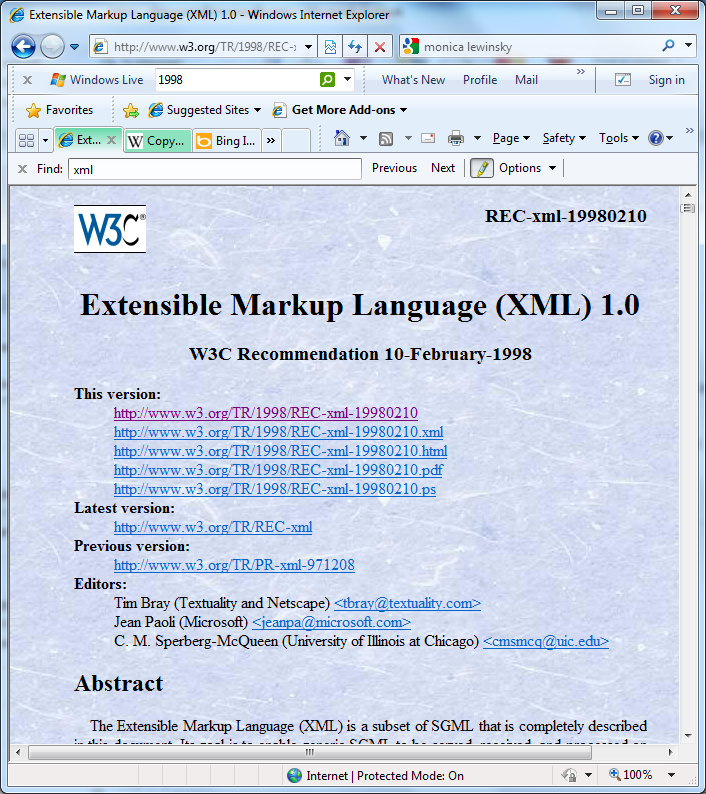 Extensible Markup Language (XML) 1.0 - Windows Internet Explorer
http://www.w3.org/TR/1998/REC-x
monica lewinsky
Windows Live
1998
What's New
Profile
Mail
»
Sign in
Favorites
Suggested Sites
Get More Add-ons
Ext...
W Copy...
b Bing I...
»
Page
Safety
Tools
»
Find:
xml
Previous
Next
Options
W3C®
REC-xml-19980210
Extensible Markup Language (XML) 1.0
W3C Recommendation 10-February-1998
This version:
http://www.w3.org/TR/1998/REC-xml-19980210
http://www.w3.org/TR/1998/REC-xml-19980210.xml
http://www.w3.org/TR/1998/REC-xml-19980210.html
http://www.w3.org/TR/1998/REC-xml-19980210.pdf
http://www.w3.org/TR/1998/REC-xml-19980210.ps
Latest version:
http://www.w3.org/TR/REC-xml
Previous version:
http://www.w3.org/TR/PR-xml-971208
Editors:
Tim Bray (Textuality and Netscape) <tbray@textuality.com>
Jean Paoli (Microsoft) <jeanpa@microsoft.com>
C. M. Sperberg-McQueen (University of Illinois at Chicago) <cmsmcq@uic.edu>
Abstract
The Extensible Markup Language (XML) is a subset of SGML that is completely described
in this document. Its goal is to enable generic SGML to be served, received, and processed on
Internet | Protected Mode: On
100%